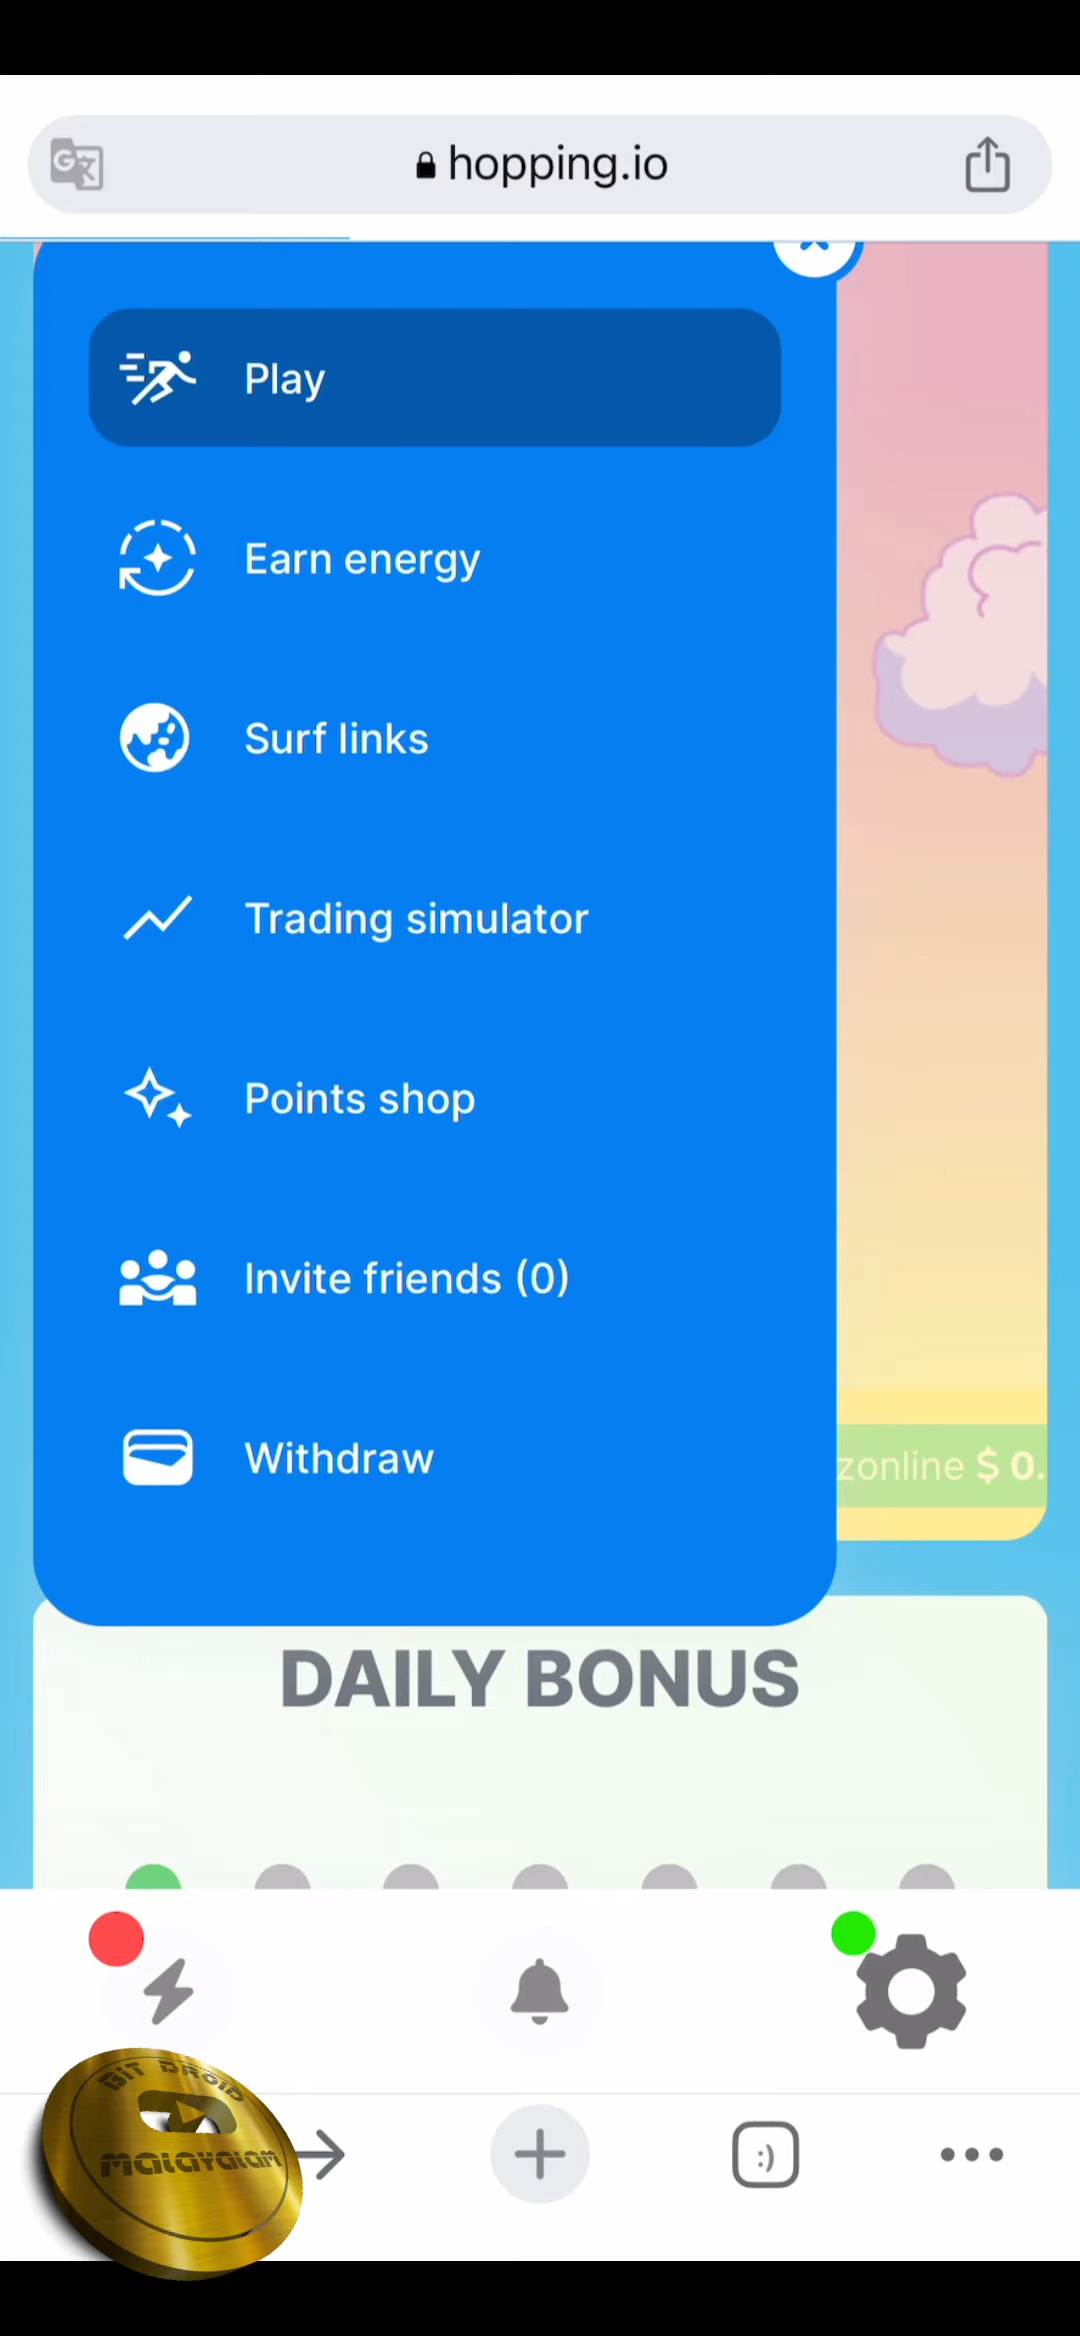 hopping.io
Play
Earn energy
Surf links
Trading simulator
Points shop
Invite friends (0)
Withdraw
zonline $ 0.
DAILY BONUS
BIT DROID
MALAYALAM
:)